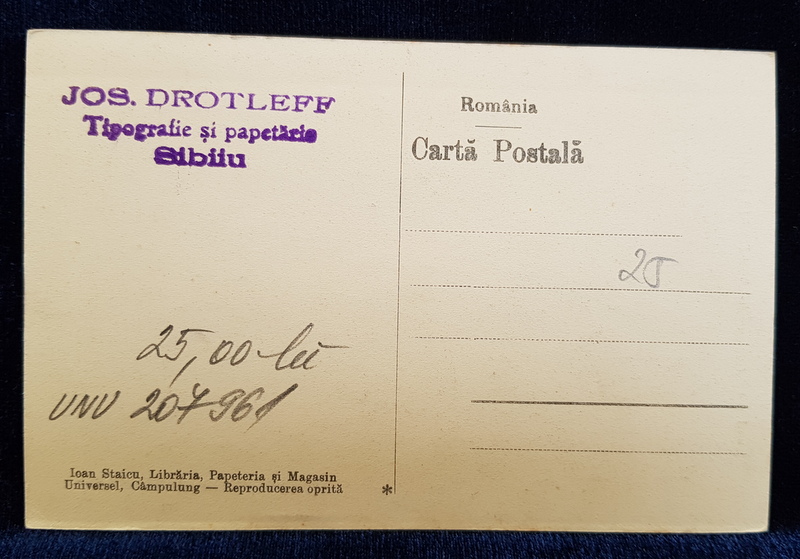 JOS. DROTLEFF
Tipografie și papetărie
Sibiiu
România
Cartă Postală
25
25,00 lei
UNU 207961
Ioan Staicu, Librăria, Papeteria și Magasin
Universel, Câmpulung — Reproducerea oprită *